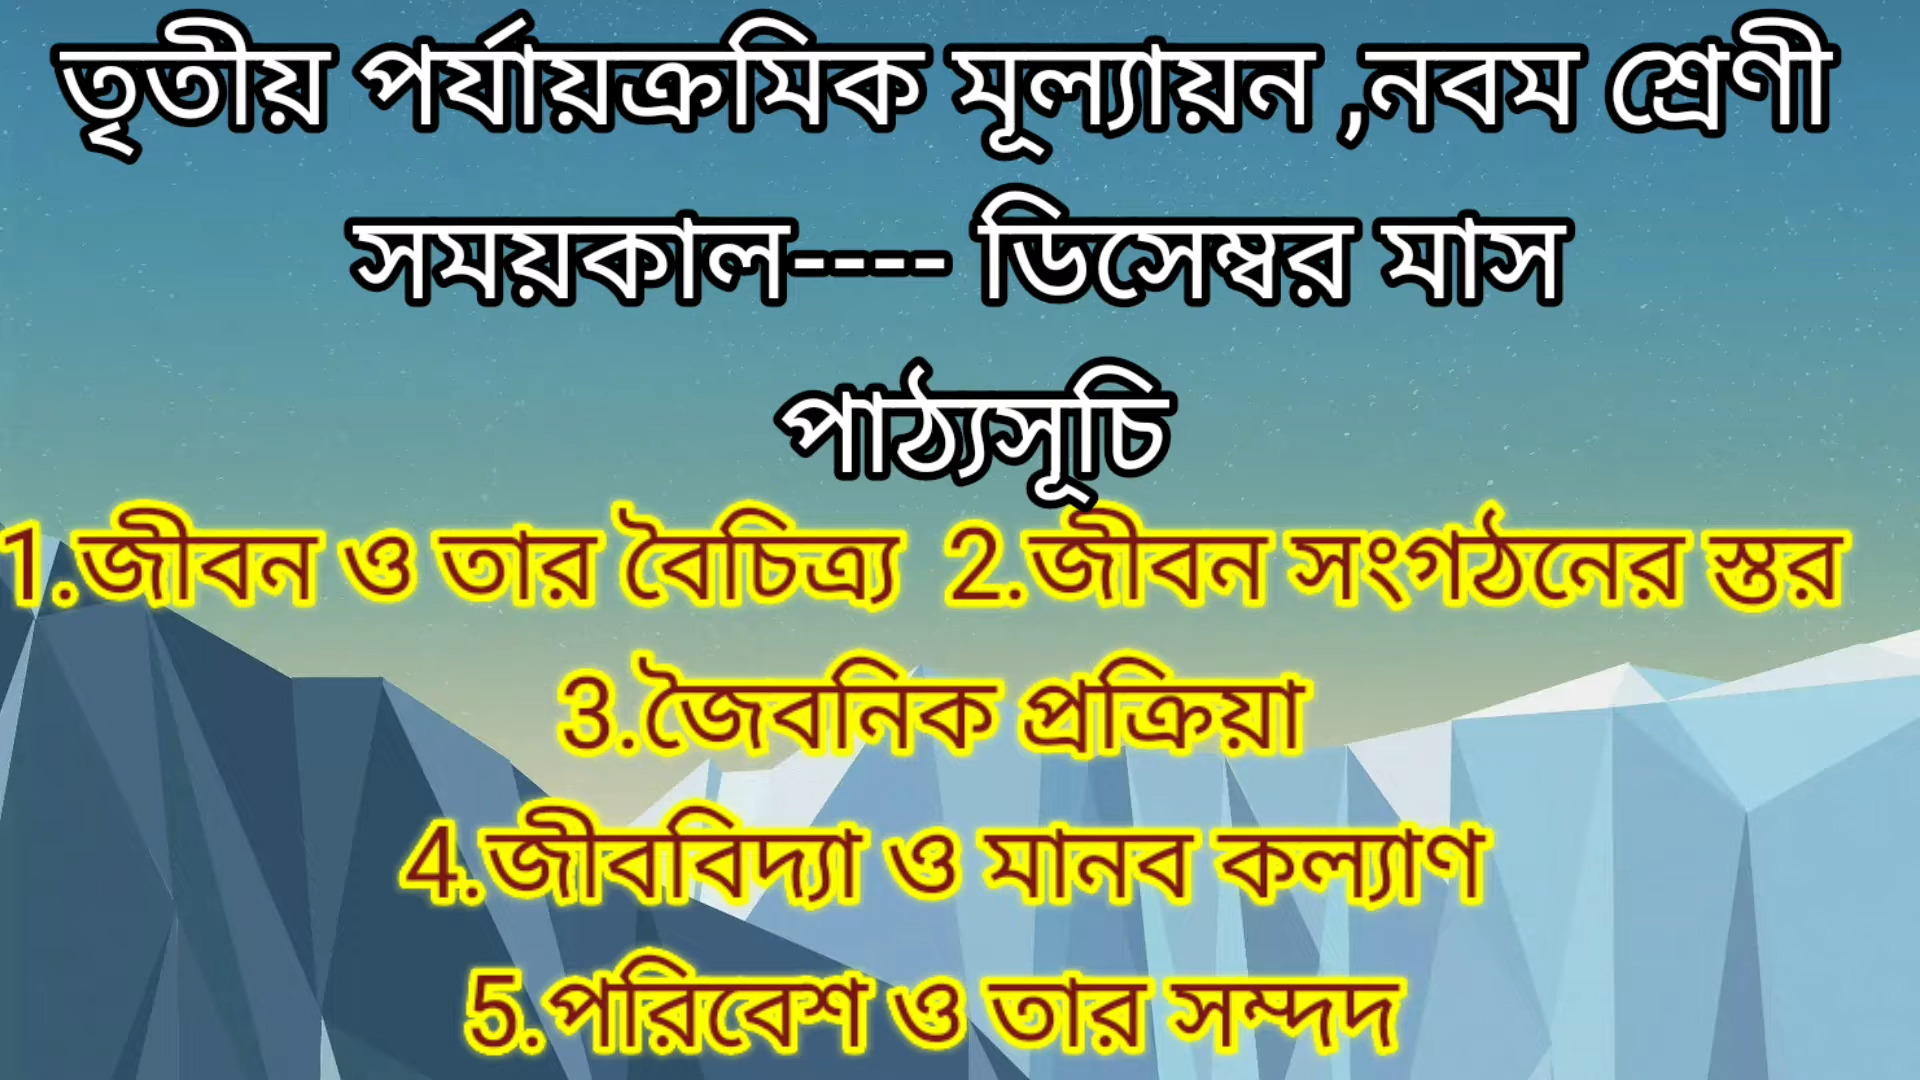 তৃতীয় পর্যায়ক্রমিক মূল্যায়ন ,নবম শ্রেণী
সময়কাল---- ডিসেম্বর মাস
পাঠ্যসূচি
1.জীবন ও তার বৈচিত্র্য 2.জীবন সংগঠনের স্তর
3.জৈবনিক প্রক্রিয়া
4.জীববিদ্যা ও মানব কল্যাণ
5.পরিবেশ ও তার সম্দদ